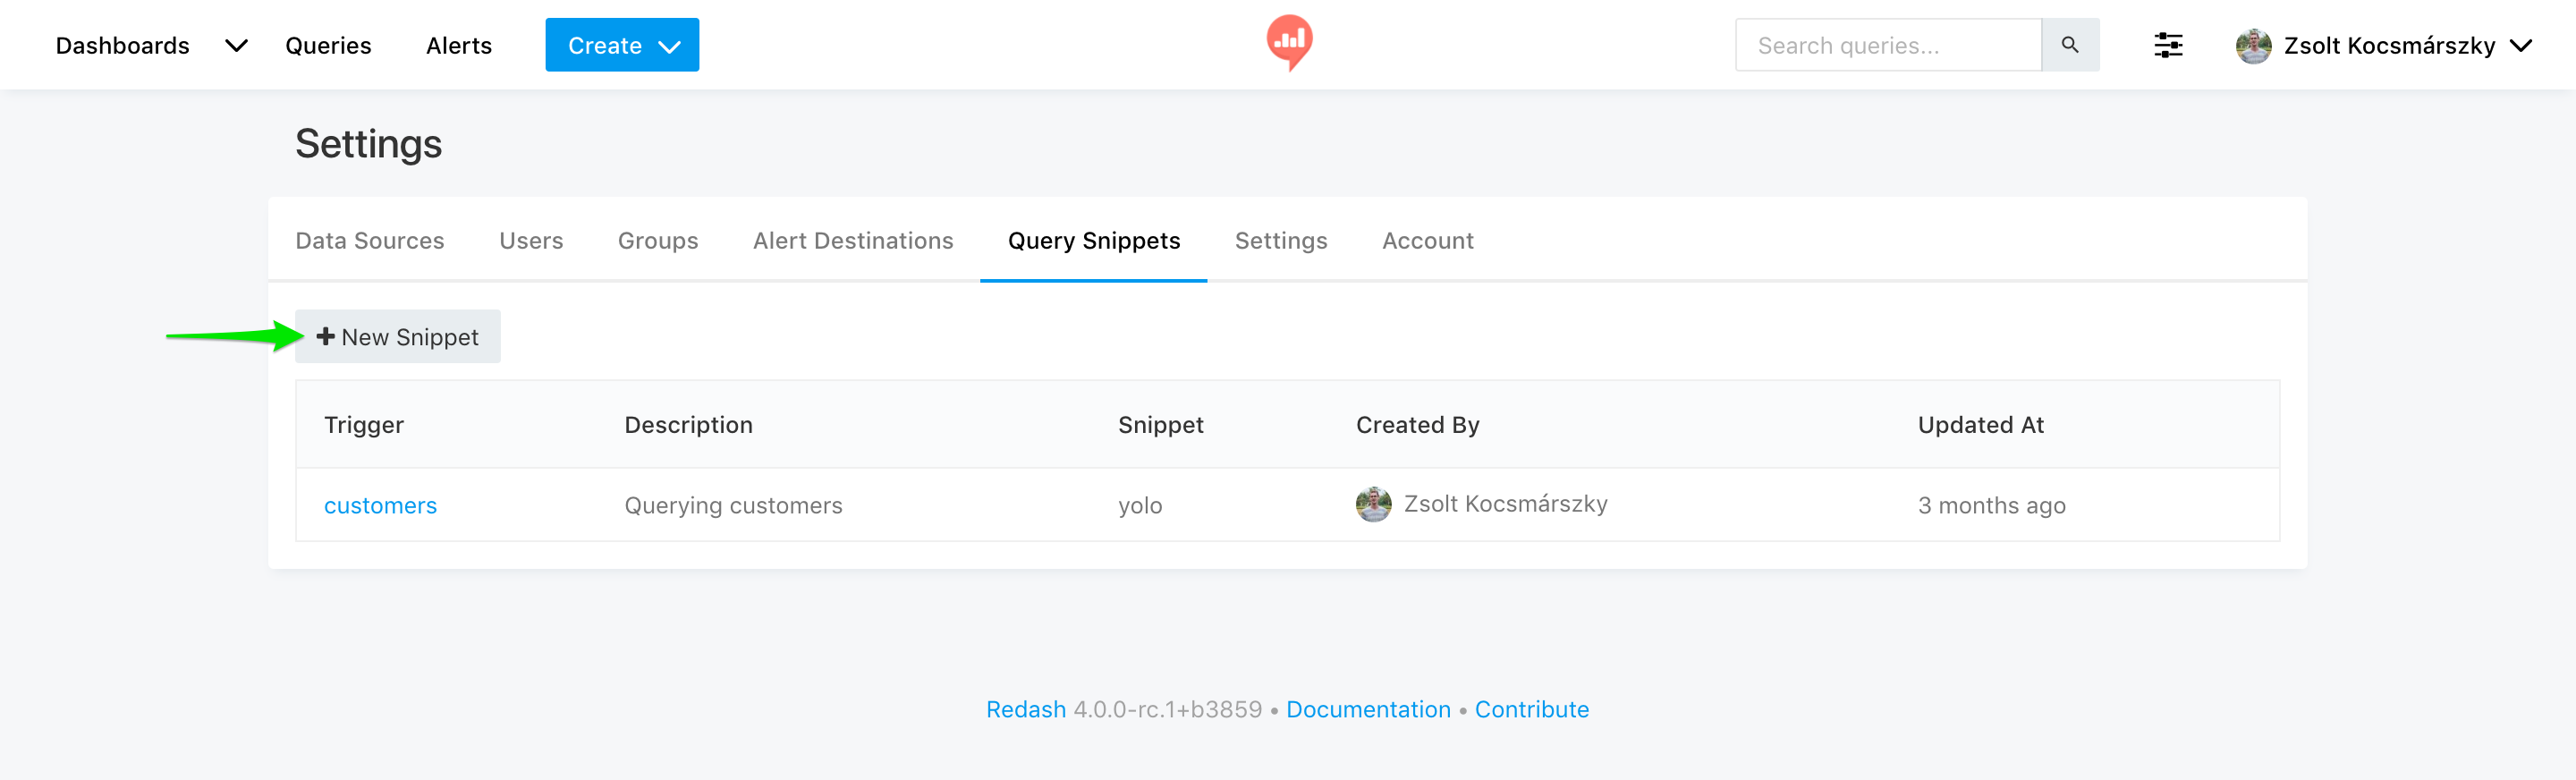 Dashboards Queries Alerts Create Search queries... Zsolt Kocsmárszky
Settings
Data Sources Users Groups Alert Destinations Query Snippets Settings Account
New Snippet
Trigger Description Snippet Created By Updated At
customers Querying customers yolo Zsolt Kocsmárszky 3 months ago
Redash 4.0.0-rc.1+b3859 • Documentation • Contribute